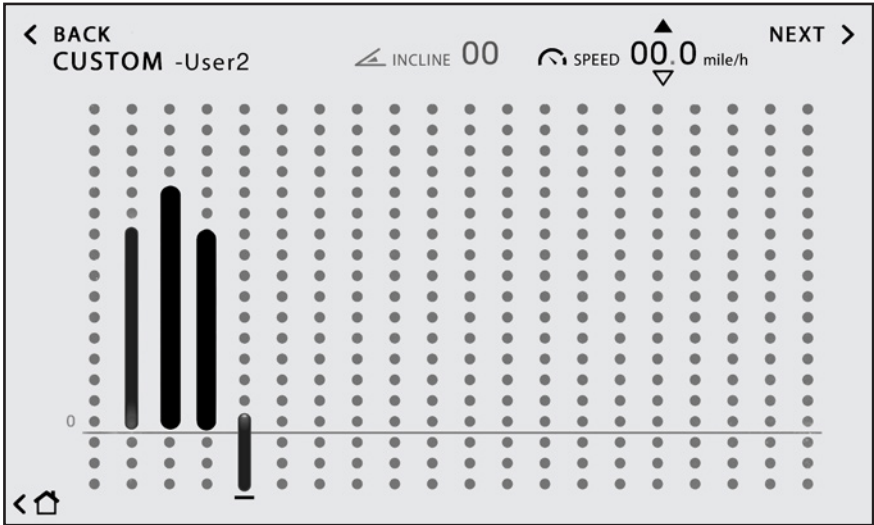 BACK
CUSTOM -User2
INCLINE 00
SPEED 00.0 mile/h
NEXT
0